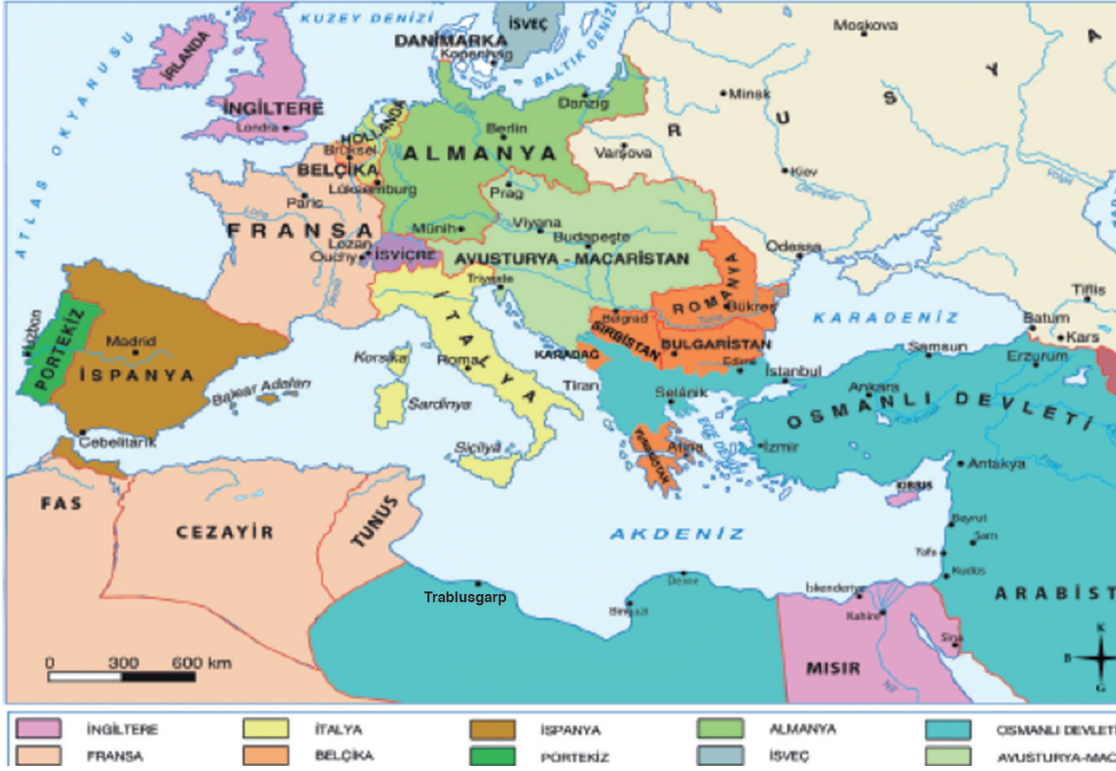 KUZEY DENİZİ
İSVEÇ
Moskova
DANİMARKA
Kopenhag
BALTIK DENİZİ
İRLANDA
A
Y
S
U
R
ATLAS OKYANUSU
İNGİLTERE
Londra
HOLLANDA
Danzig
Minsk
Berlin
Brüksel
ALMANYA
Varşova
BELÇİKA
Lüksemburg
Kiev
Prag
Paris
FRANSA
Münih
Viyana
Budapeşte
Lozan
Ouchy
İSVİÇRE
AVUSTURYA - MACARİSTAN
Odessa
Triyeste
ROMANYA
Bükreş
Tiflis
Lizbon
PORTEKİZ
Madrid
İSPANYA
İTALYA
Belgrad
SIRBİSTAN
BULGARİSTAN
KARADENİZ
Batum
Kars
Korsika
Roma
KARADAĞ
Edirne
Samsun
Erzurum
Balear Adaları
Sardinya
Tiran
Selânik
İstanbul
Ankara
OSMANLI DEVLETİ
Cebelitarık
Sicilya
YUNANİSTAN
Atina
EGE DENİZİ
İzmir
Antakya
KIBRIS
FAS
CEZAYİR
TUNUS
AKDENİZ
Beyrut
Şam
Yafa
Kudüs
Trablusgarp
Derne
Bingazi
İskenderiye
Kahire
Sina
ARABİST
0 300 600 km
MISIR
Nil
K
B
G
İNGİLTERE
İTALYA
İSPANYA
ALMANYA
OSMANLI DEVLETİ
FRANSA
BELÇİKA
PORTEKİZ
İSVEÇ
AVUSTURYA-MAC